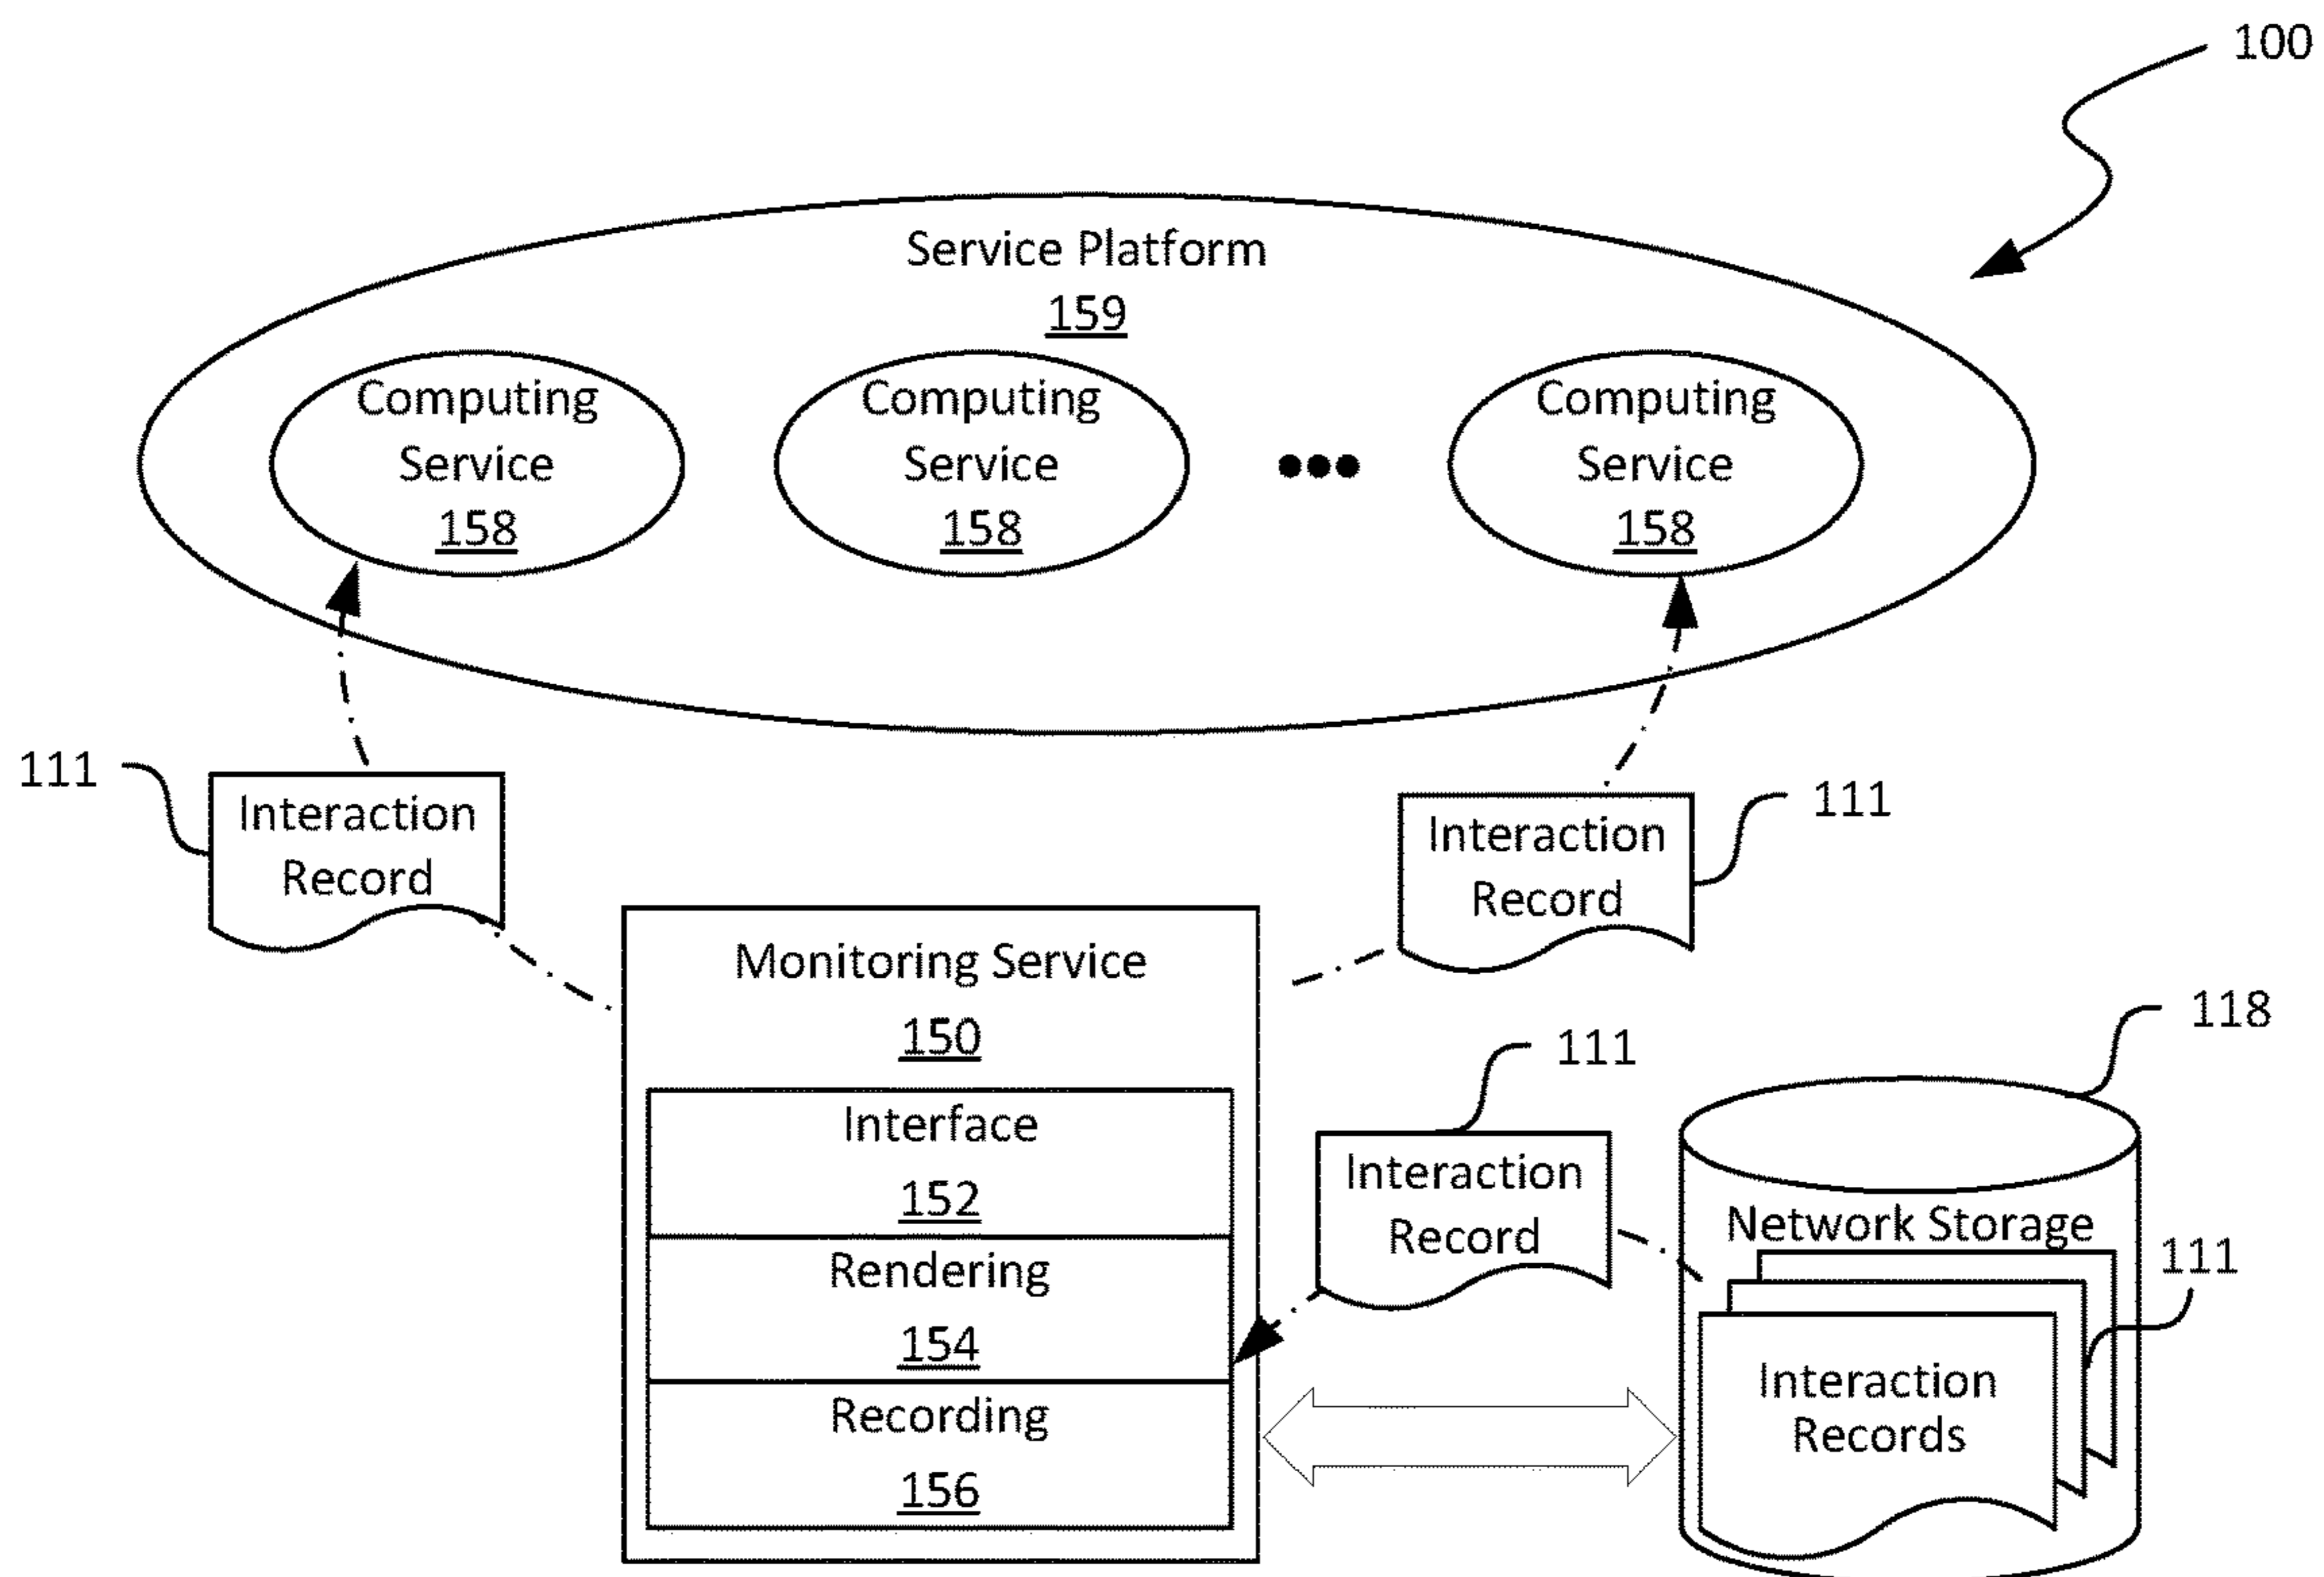 100
Service Platform
159
Computing
Service
158
Computing
Service
158
Computing
Service
158
111
Interaction
Record
Interaction
Record
111
Monitoring Service
150
Interface
152
Rendering
154
Recording
156
111
Interaction
Record
118
Network Storage
111
Interaction
Records